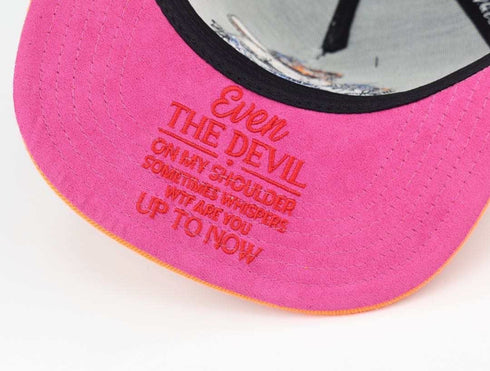 Even
THE DEVIL
ON MY SHOULDER
SOMETIMES WHISPERS
WTF ARE YOU
UP TO NOW